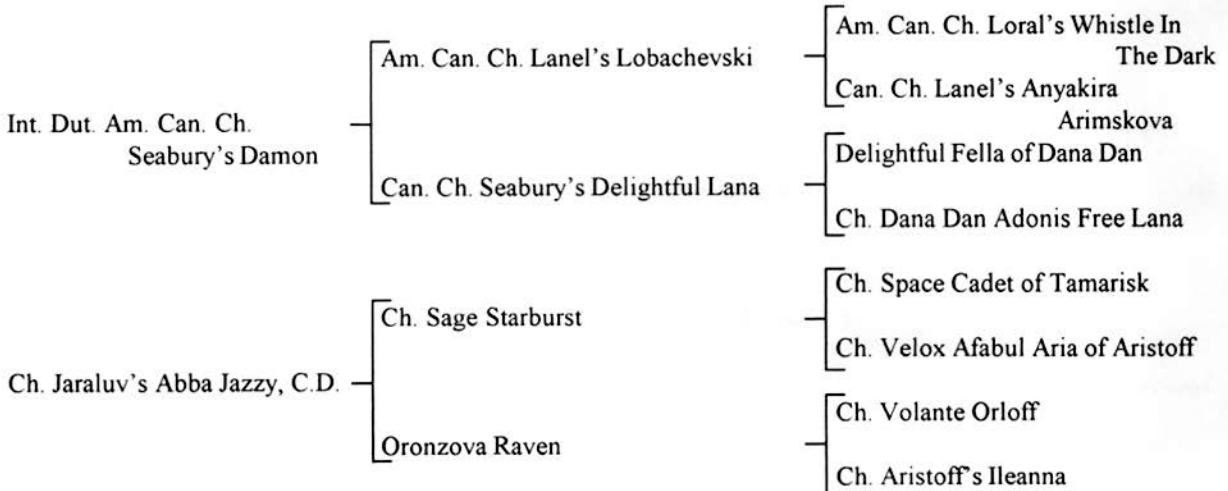 Am. Can. Ch. Loral's Whistle In
The Dark
Am. Can. Ch. Lanel's Lobachevski
Can. Ch. Lanel's Anyakira
Arimskova
Int. Dut. Am. Can. Ch.
Seabury's Damon
Delightful Fella of Dana Dan
Can. Ch. Seabury's Delightful Lana
Ch. Dana Dan Adonis Free Lana
Ch. Space Cadet of Tamarisk
Ch. Sage Starburst
Ch. Velox Afabul Aria of Aristoff
Ch. Jaraluv's Abba Jazzy, C.D.
Ch. Volante Orloff
Oronzova Raven
Ch. Aristoff's Ileanna